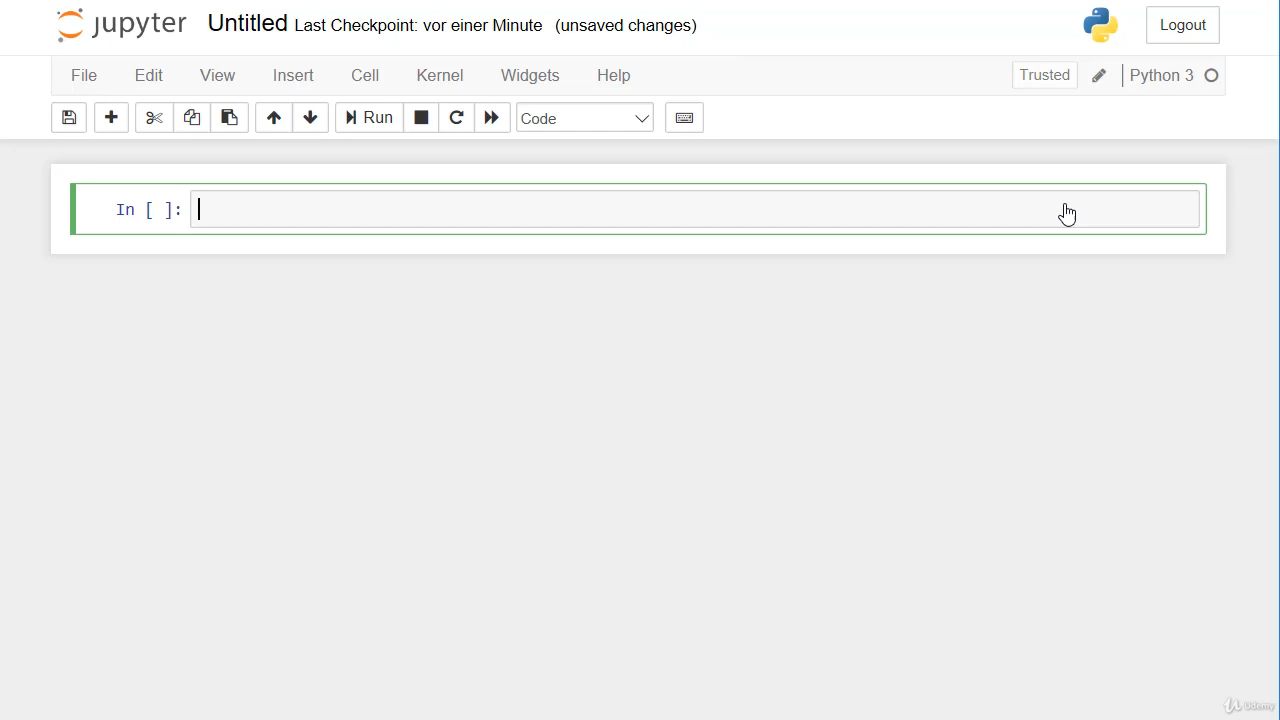 jupyter Untitled Last Checkpoint: vor einer Minute (unsaved changes) Logout
File Edit View Insert Cell Kernel Widgets Help Trusted Python 3
Run Code
In [ ]:
Udemy